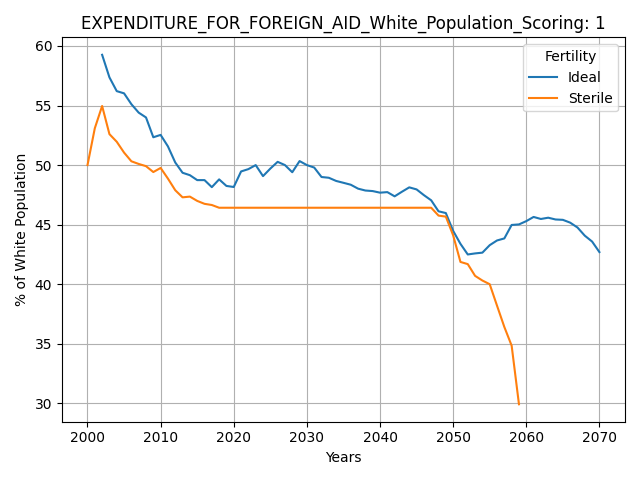 EXPENDITURE_FOR_FOREIGN_AID_White_Population_Scoring: 1
Fertility
Ideal
Sterile
% of White Population
60
55
50
45
40
35
30
2000 2010 2020 2030 2040 2050 2060 2070
Years